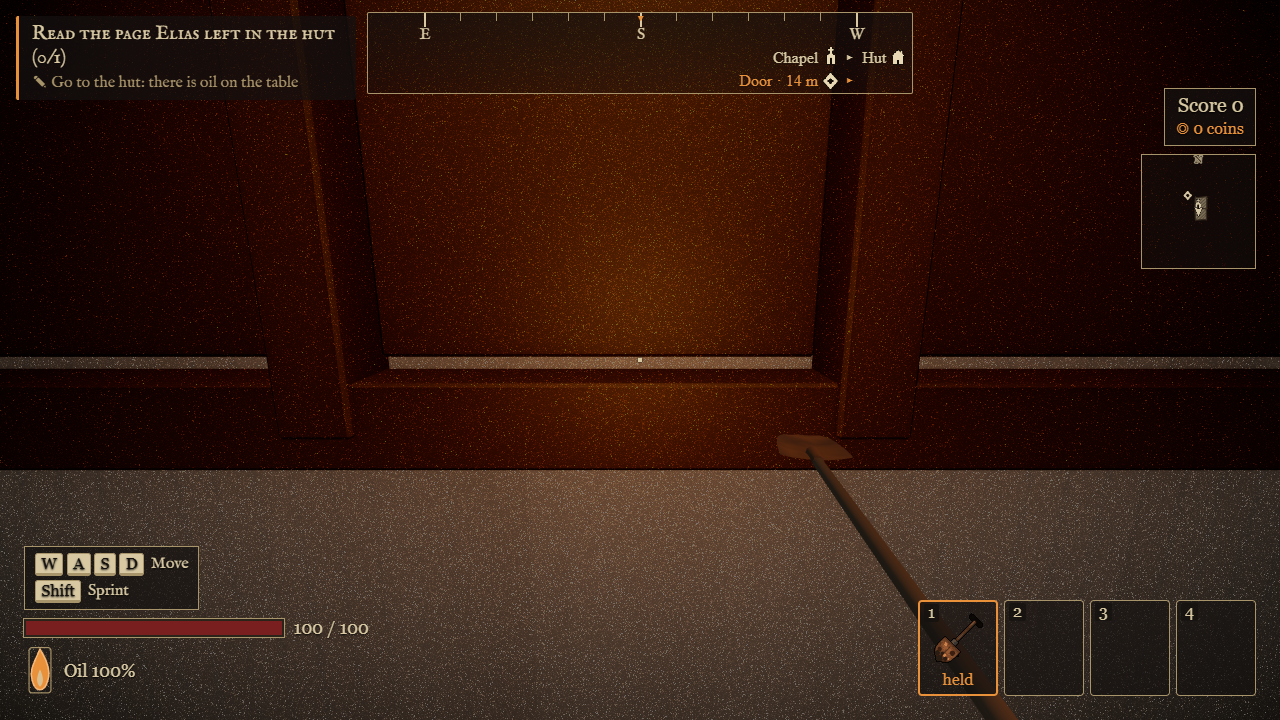 Read the page Elias left in the hut
(0/1)
Go to the hut: there is oil on the table
E S W
Chapel Hut
Door · 14 m
Score 0
0 coins
W A S D Move
Shift Sprint
100 / 100
Oil 100%
1 2 3 4
held